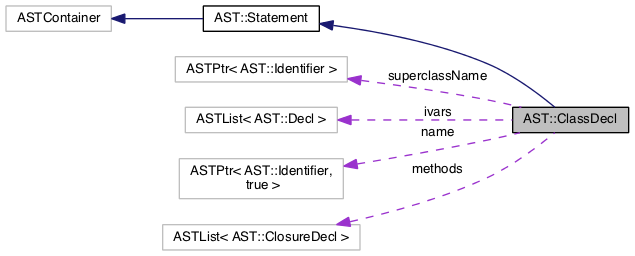 ASTContainer
AST::Statement
ASTPtr< AST::Identifier >
superclassName
ASTList< AST::Decl >
ivars
AST::ClassDecl
name
ASTPtr< AST::Identifier,
true >
methods
ASTList< AST::ClosureDecl >